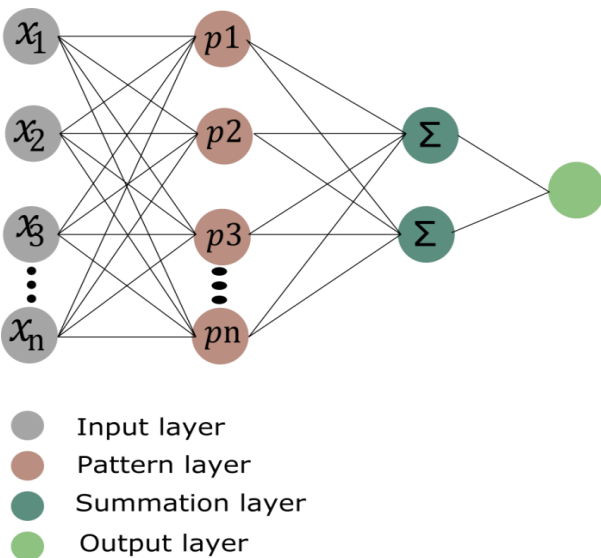 x₁ p1
x₂ p2 Σ
x₃ p3 Σ
xₙ pn
Input layer
Pattern layer
Summation layer
Output layer